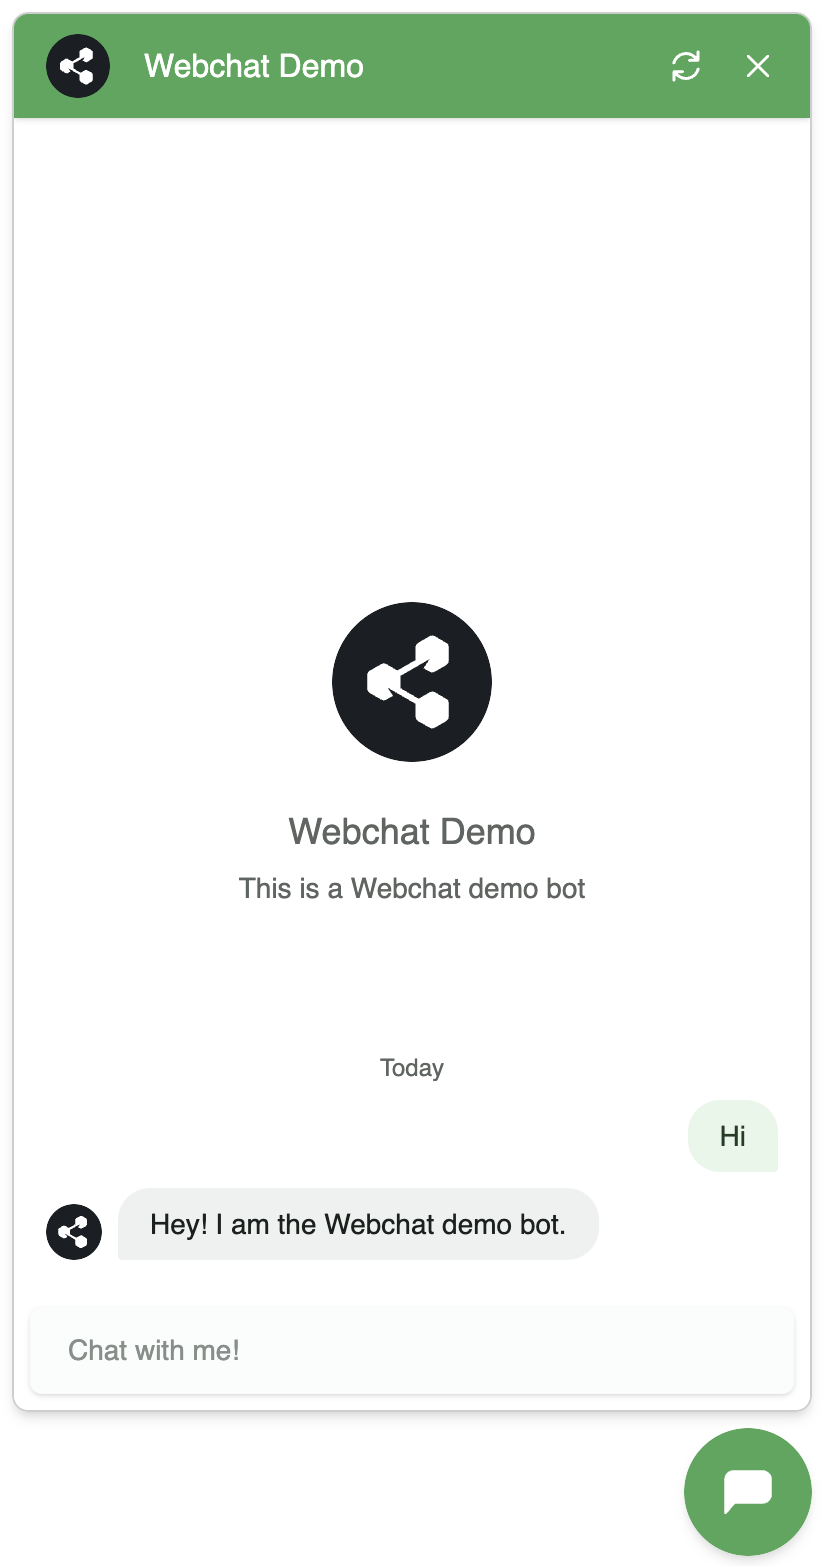 Webchat Demo
Webchat Demo
This is a Webchat demo bot
Today
Hi
Hey! I am the Webchat demo bot.
Chat with me!